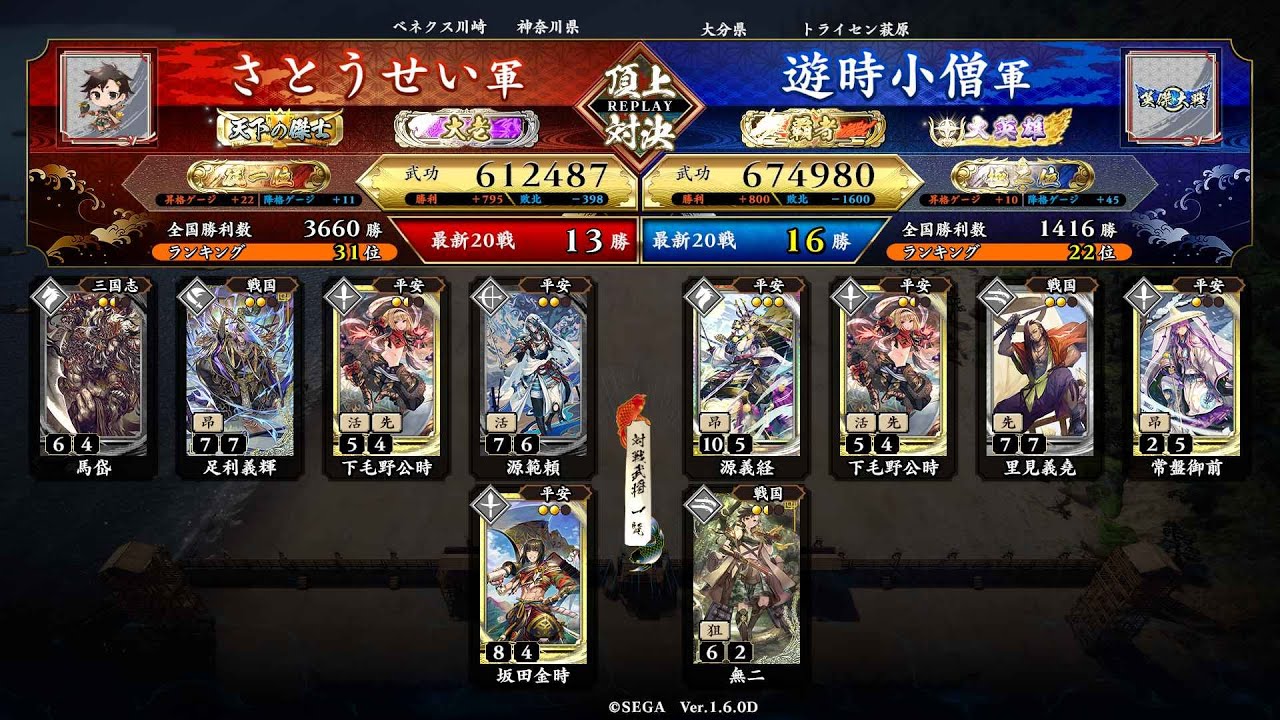 ベネクス川崎 神奈川県
大分県 トライセン萩原
さとうせい軍
頂上
REPLAY
対決
遊時小僧軍
英傑大戦
天下の傑士
覇者
大英雄
武功 612487
勝利 +795 敗北 -398
武功 674980
勝利 +800 敗北 -1600
昇格ゲージ +22 降格ゲージ +11
昇格ゲージ +10 降格ゲージ +45
全国勝利数 3660勝
ランキング 31位
最新20戦 13勝
最新20戦 16勝
全国勝利数 1416勝
ランキング 22位
三国志
6 4
馬岱
戦国
昂
7 7
足利義輝
平安
活 先
5 4
下毛野公時
平安
活
7 6
源範頼
平安
昂
10 5
源義経
平安
活 先
5 4
下毛野公時
戦国
先
7 7
里見義堯
平安
昂
2 5
常盤御前
対戦武将一覧
平安
8 4
坂田金時
戦国
狙
6 2
無二
©SEGA Ver.1.6.0D